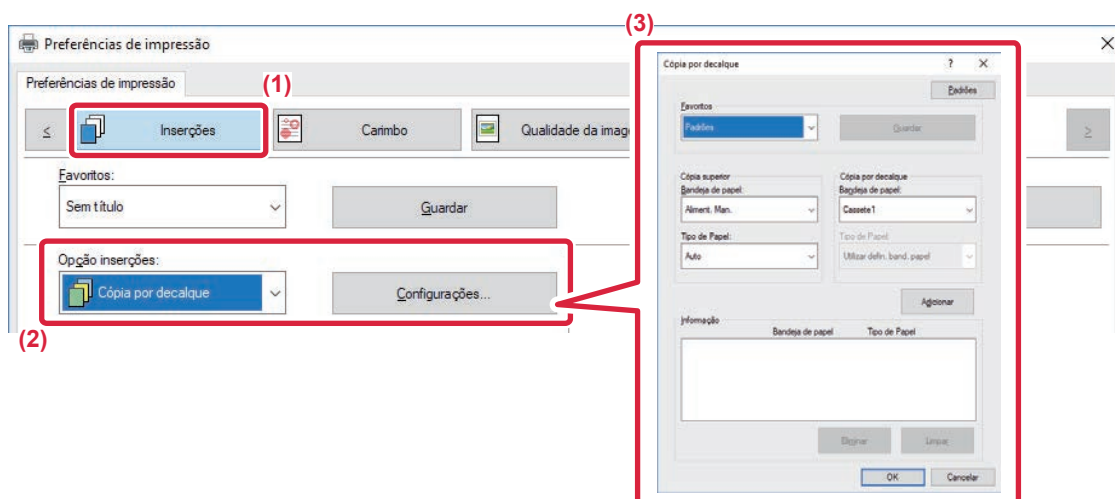 (3)
Preferências de impressão
Preferências de impressão
(1)
< Inserções Carimbo Qualidade da imag >
Favoritos:
Sem título Guardar
Opção inserções:
Cópia por decalque Configurações...
(2)
Cópia por decalque ? ×
Padrões
Favoritos
Padrões Guardar
Cópia superior Cópia por decalque
Bandeja de papel: Bandeja de papel:
Aliment. Man. Cassete1
Tipo de Papel: Tipo de Papel:
Auto Utilizar defin. band. papel
Adicionar
Informação
Bandeja de papel Tipo de Papel
Eliminar Limpar
OK Cancelar